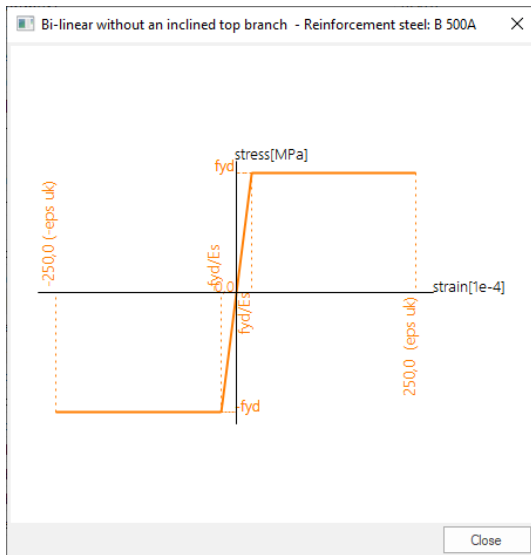 Bi-linear without an inclined top branch - Reinforcement steel: B 500A
stress[MPa]
fyd
-250,0 (-eps uk)
fyd/Es
0,0
strain[1e-4]
fyd/Es
250,0 (eps uk)
-fyd
Close